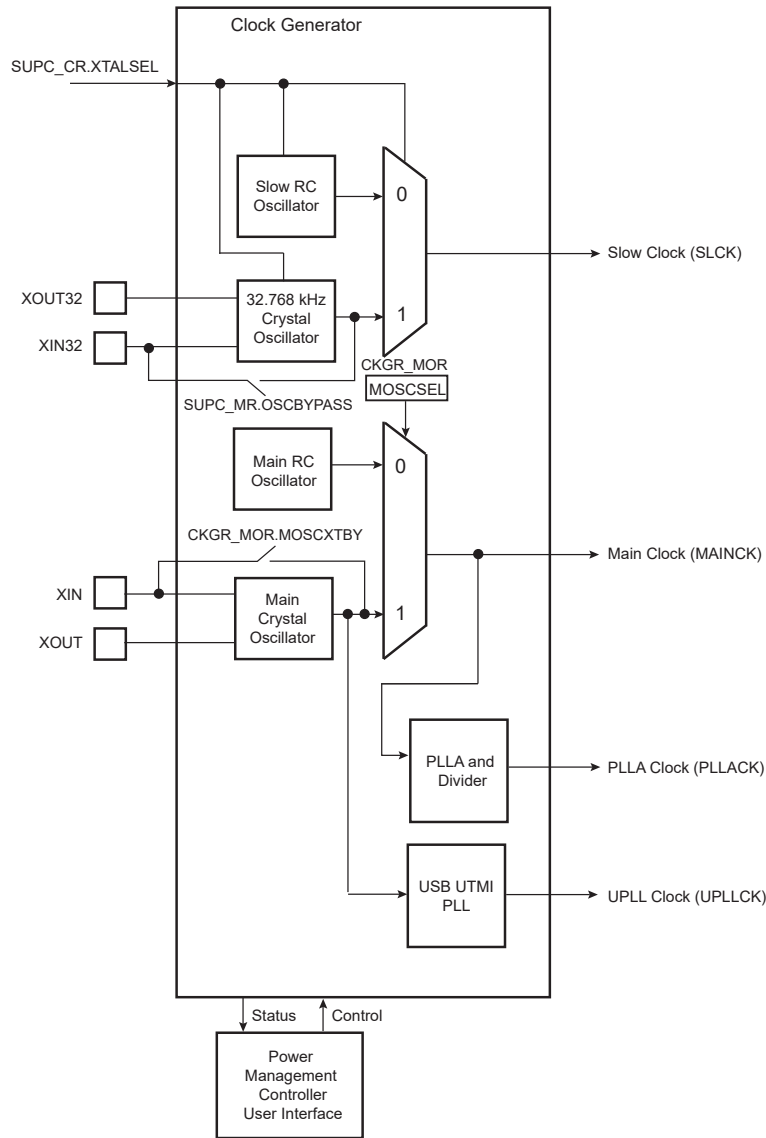 Clock Generator
SUPC_CR.XTALSEL
Slow RC
Oscillator
0
Slow Clock (SLCK)
XOUT32
32.768 kHz
Crystal
Oscillator
1
XIN32
CKGR_MOR
MOSCSEL
SUPC_MR.OSCBYPASS
Main RC
Oscillator
0
CKGR_MOR.MOSCXTBY
Main Clock (MAINCK)
XIN
Main
Crystal
Oscillator
1
XOUT
PLLA and
Divider
PLLA Clock (PLLACK)
USB UTMI
PLL
UPLL Clock (UPLLCK)
Status
Control
Power
Management
Controller
User Interface